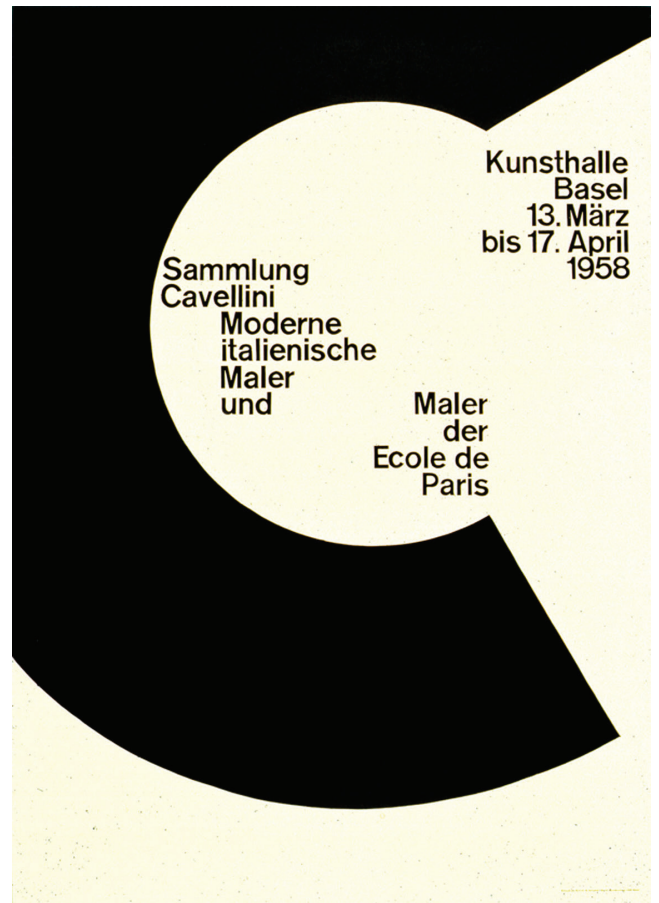 Kunsthalle
Basel
13. März
bis 17. April
1958
Sammlung
Cavellini
Moderne
italienische
Maler
und
Maler
der
Ecole de
Paris